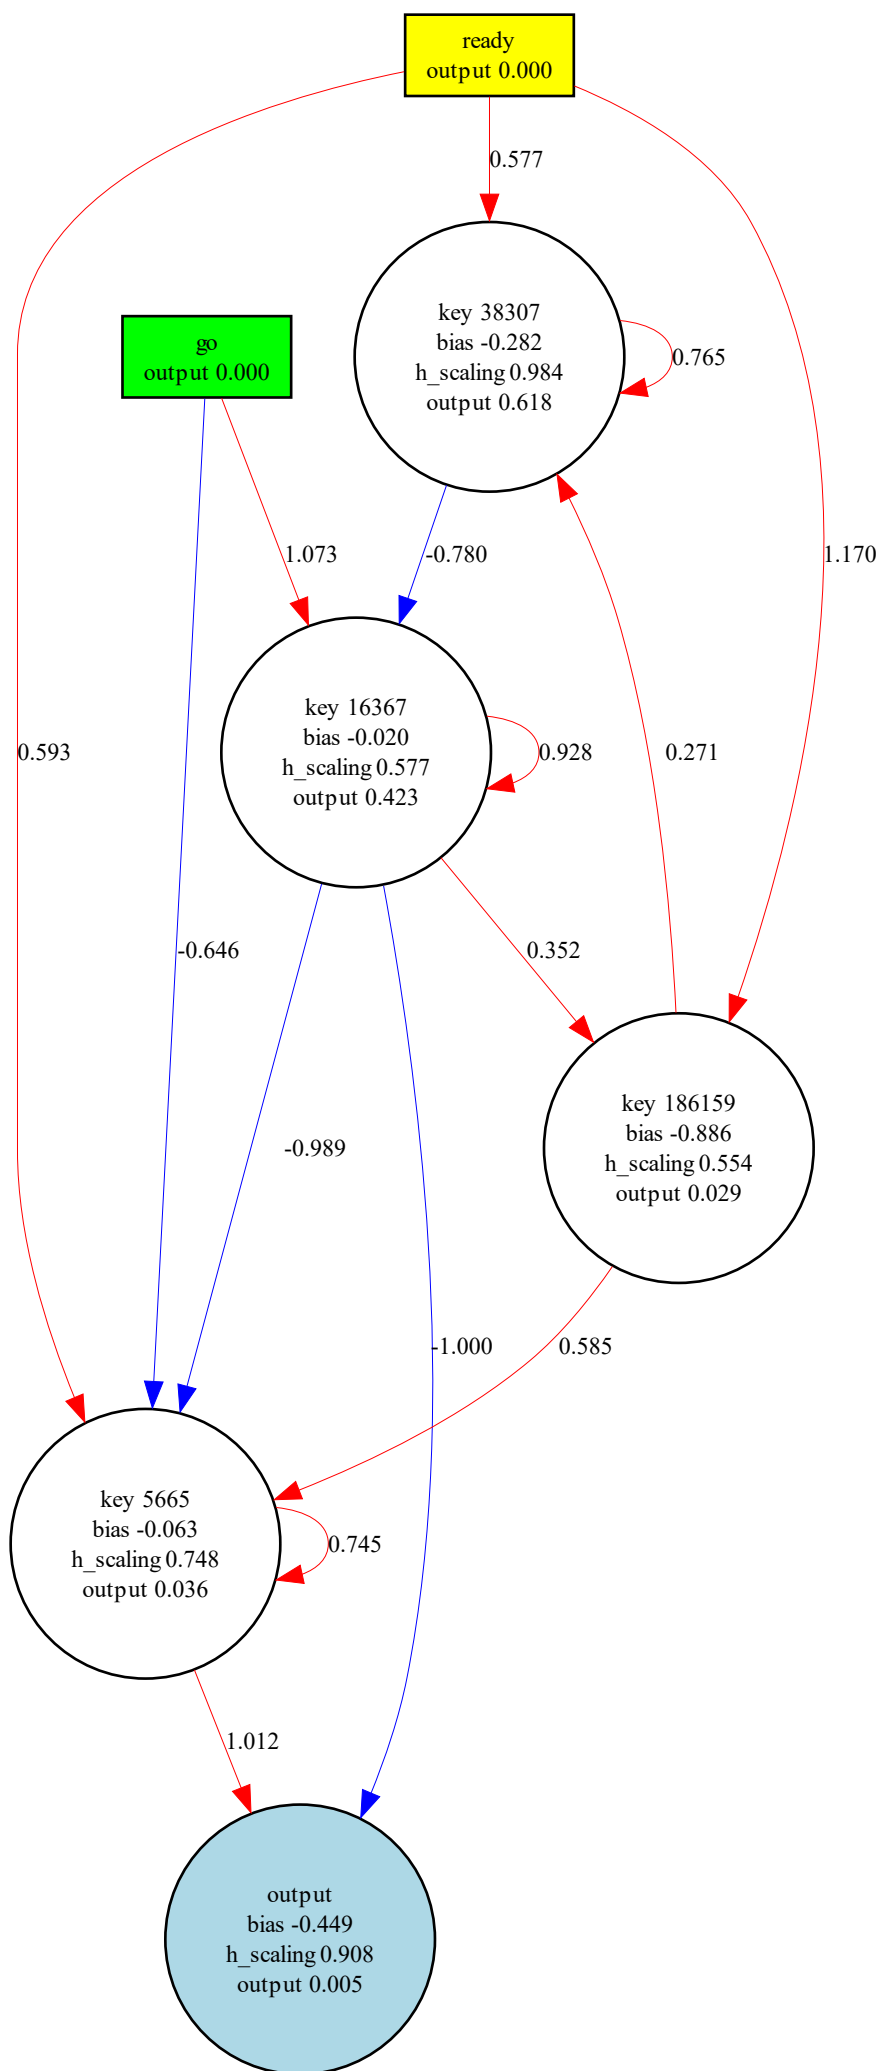 ready
output 0.000
0.577
key 38307
bias -0.282
h_scaling 0.984
output 0.618
0.765
go
output 0.000
1.073
-0.780
1.170
key 16367
bias -0.020
h_scaling 0.577
output 0.423
0.928
0.593
0.271
-0.646
0.352
key 186159
bias -0.886
h_scaling 0.554
output 0.029
-0.989
-1.000
0.585
key 5665
bias -0.063
h_scaling 0.748
output 0.036
0.745
1.012
output
bias -0.449
h_scaling 0.908
output 0.005